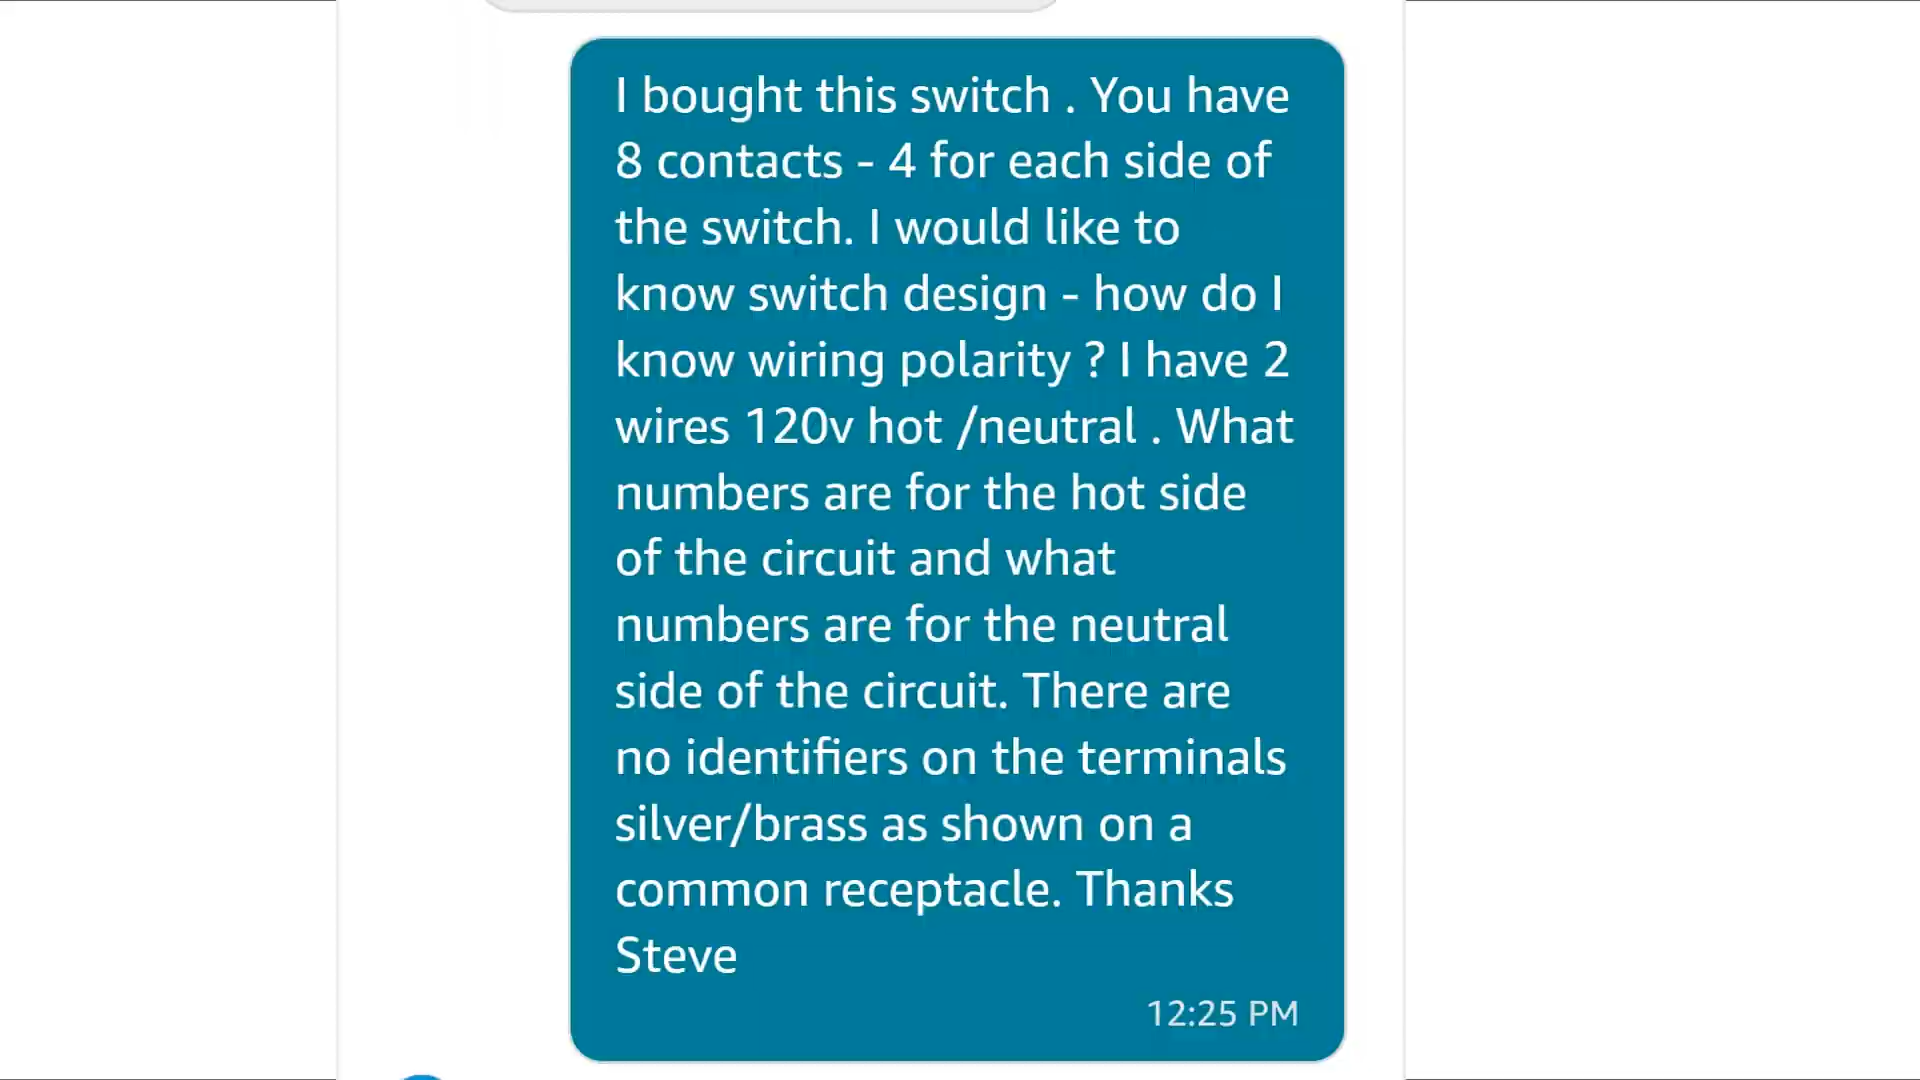 I bought this switch . You have
8 contacts - 4 for each side of
the switch. I would like to
know switch design - how do I
know wiring polarity ? I have 2
wires 120v hot /neutral . What
numbers are for the hot side
of the circuit and what
numbers are for the neutral
side of the circuit. There are
no identifiers on the terminals
silver/brass as shown on a
common receptacle. Thanks
Steve
12:25 PM